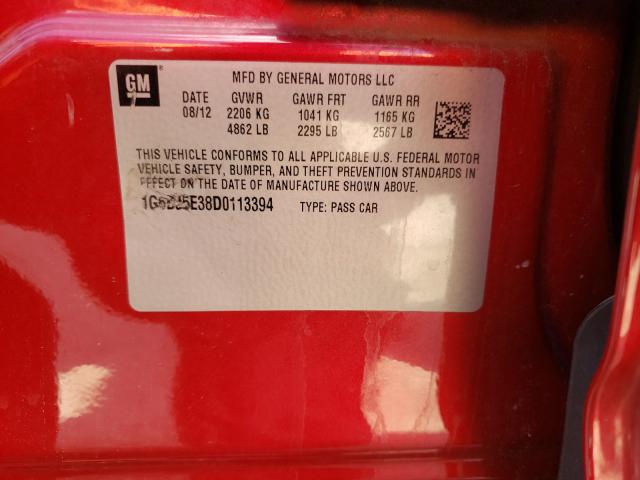 GM
MFD BY GENERAL MOTORS LLC
DATE GVWR GAWR FRT GAWR RR
08/12 2206 KG 1041 KG 1165 KG
4862 LB 2295 LB 2567 LB
THIS VEHICLE CONFORMS TO ALL APPLICABLE U.S. FEDERAL MOTOR
VEHICLE SAFETY, BUMPER, AND THEFT PREVENTION STANDARDS IN
EFFECT ON THE DATE OF MANUFACTURE SHOWN ABOVE.
TYPE: PASS CAR